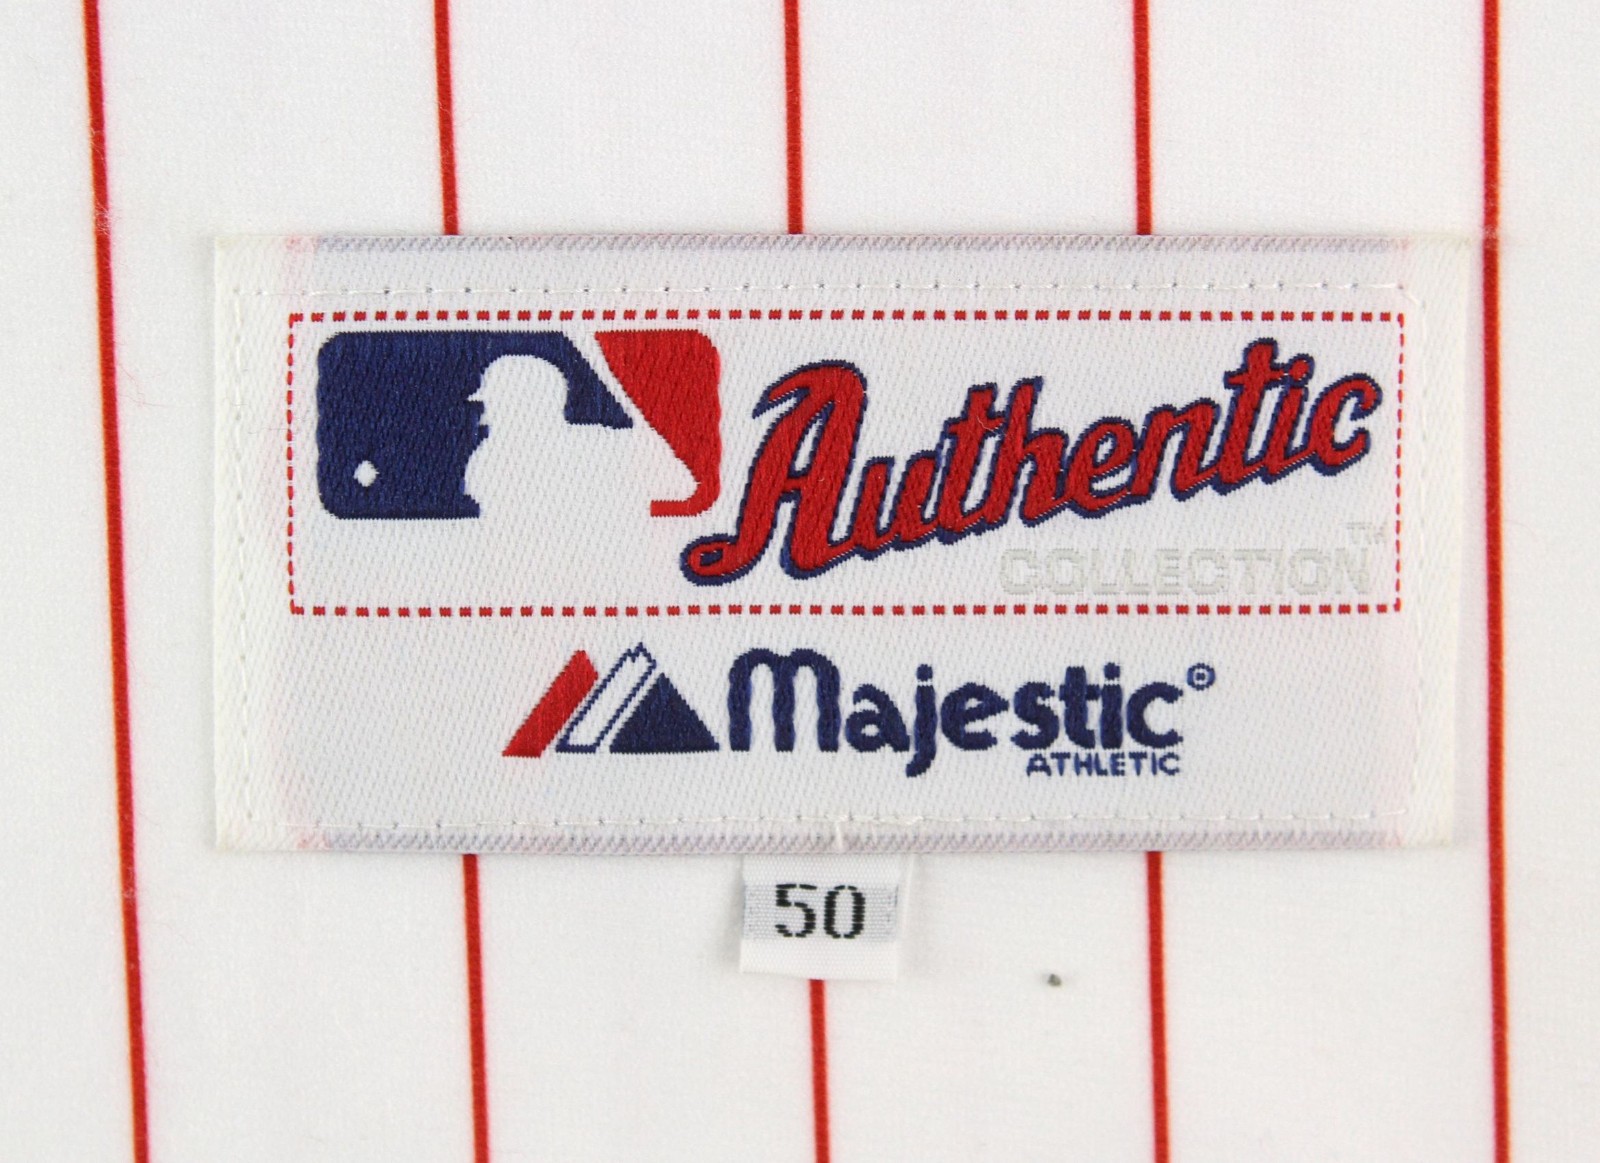 Authentic
COLLECTION™
Majestic®
ATHLETIC
50